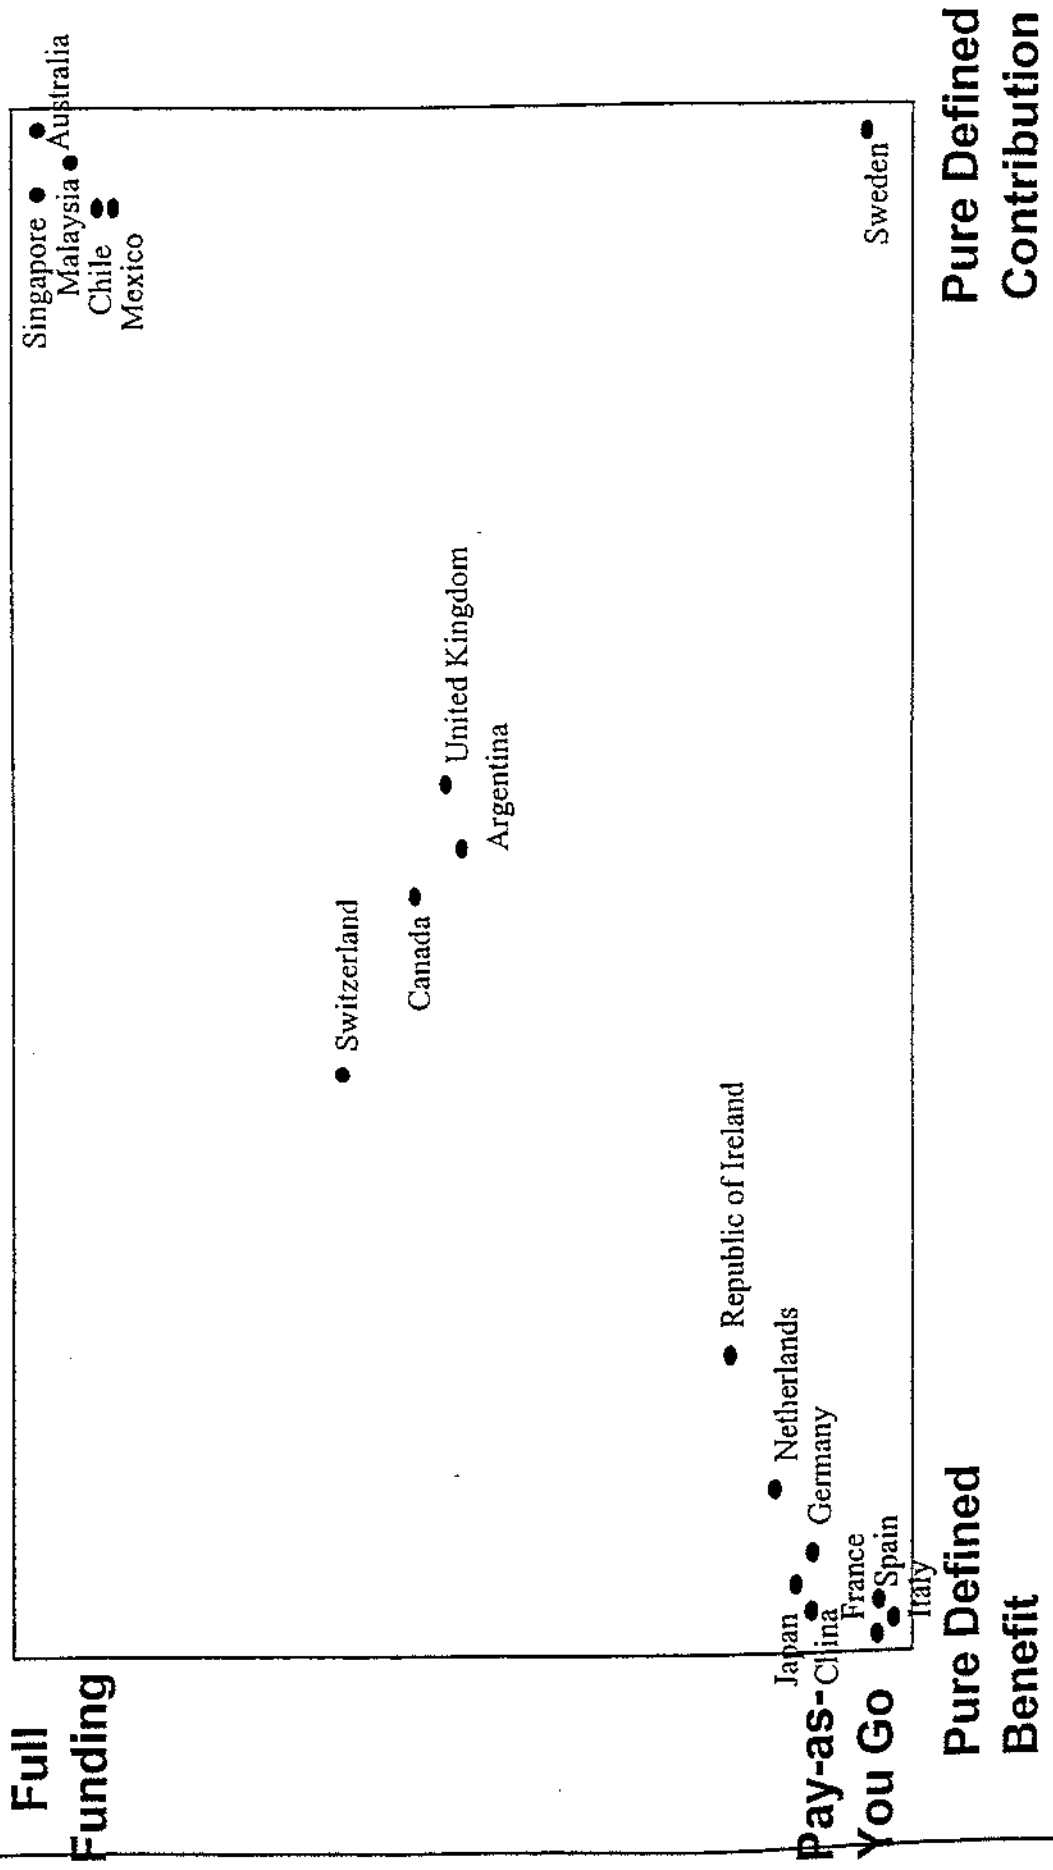 Full
Funding
Singapore
Malaysia
Australia
Chile
Mexico
Switzerland
Canada
United Kingdom
Argentina
Republic of Ireland
Netherlands
Japan
Germany
China
France
Spain
Italy
Sweden
Pay-as-
You Go
Pure Defined
Benefit
Pure Defined
Contribution